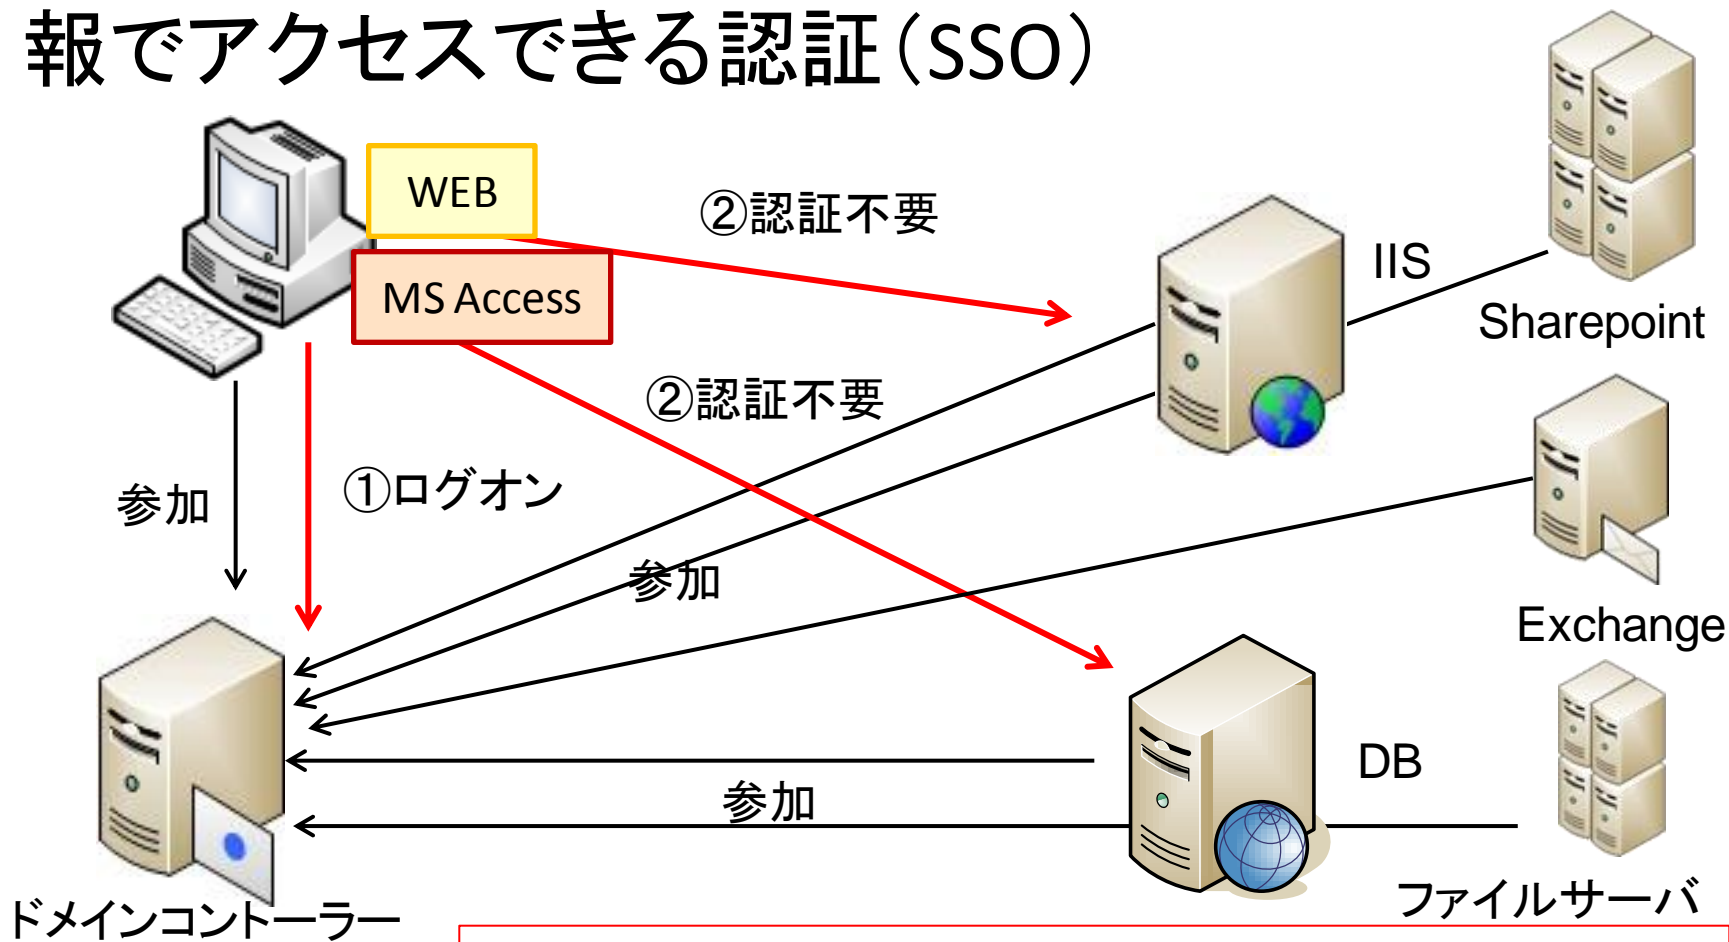 報でアクセスできる認証（SSO）
WEB
②認証不要
IIS
MS Access
Sharepoint
②認証不要
①ログオン
参加
参加
Exchange
DB
参加
ファイルサーバ
ドメインコントーラー